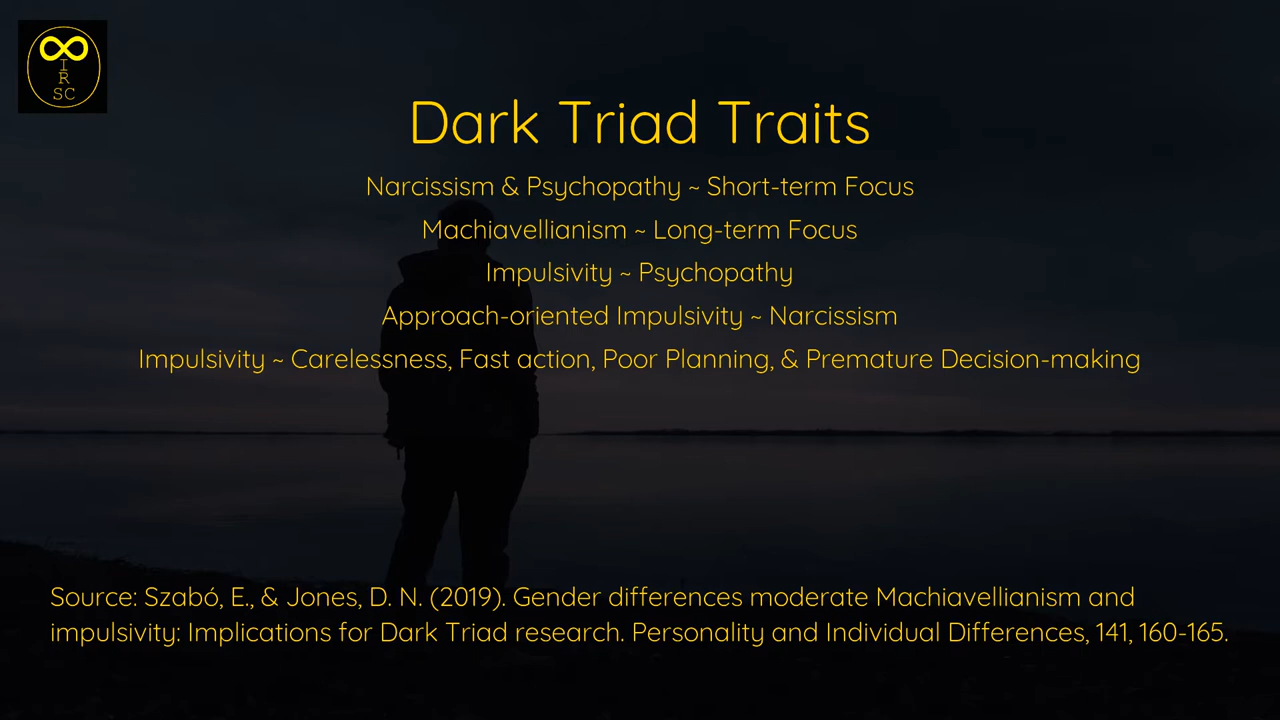 I
R
SC
Dark Triad Traits
Narcissism & Psychopathy ~ Short-term Focus
Machiavellianism ~ Long-term Focus
Impulsivity ~ Psychopathy
Approach-oriented Impulsivity ~ Narcissism
Impulsivity ~ Carelessness, Fast action, Poor Planning, & Premature Decision-making
Source: Szabó, E., & Jones, D. N. (2019). Gender differences moderate Machiavellianism and
impulsivity: Implications for Dark Triad research. Personality and Individual Differences, 141, 160-165.